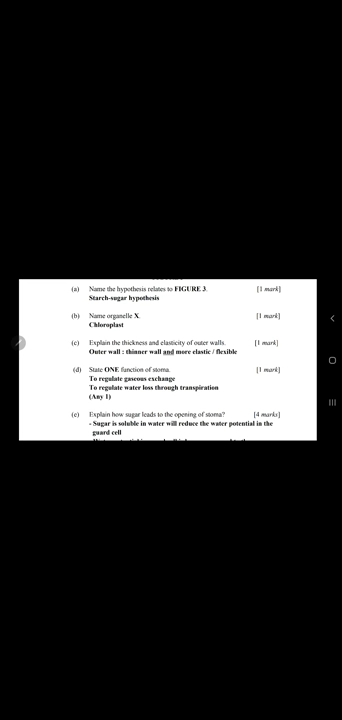 (a) Name the hypothesis relates to FIGURE 3. [1 mark]
Starch-sugar hypothesis
(b) Name organelle X. [1 mark]
Chloroplast
(c) Explain the thickness and elasticity of outer walls. [1 mark]
Outer wall : thinner wall and more elastic / flexible
(d) State ONE function of stoma. [1 mark]
To regulate gaseous exchange
To regulate water loss through transpiration
(Any 1)
(e) Explain how sugar leads to the opening of stoma? [4 marks]
- Sugar is soluble in water will reduce the water potential in the
guard cell